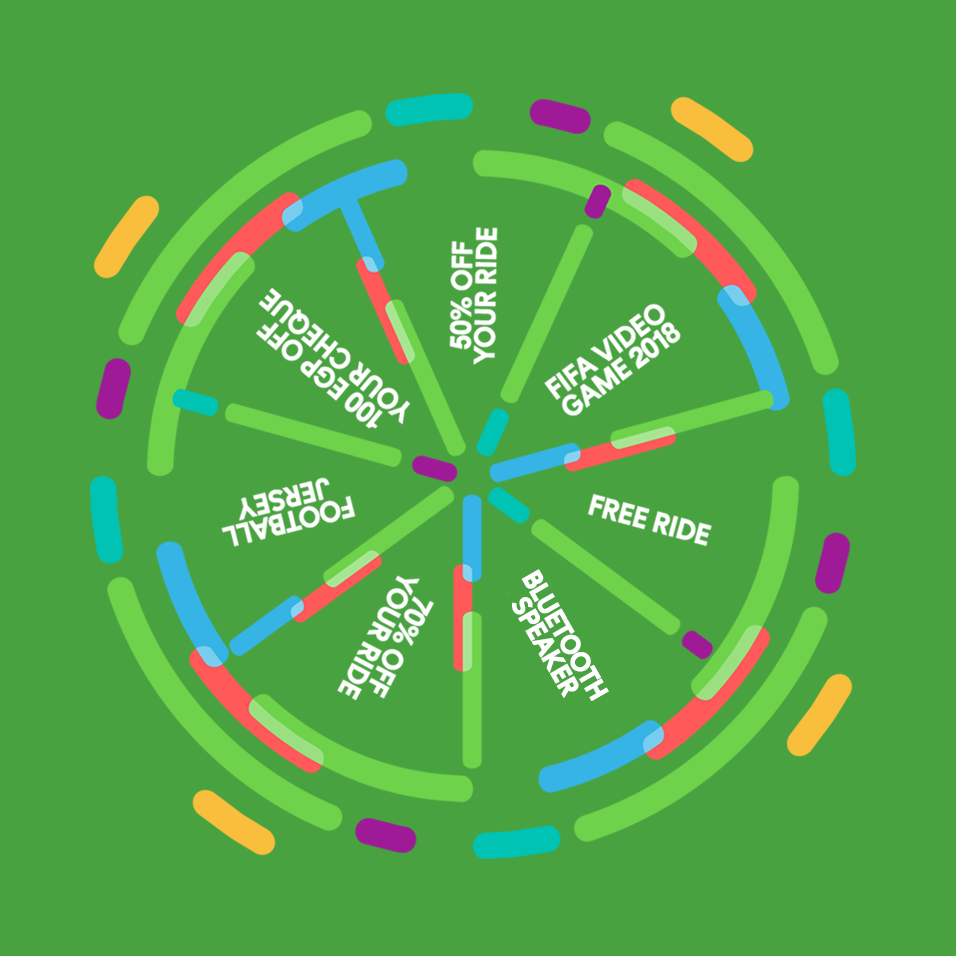 50% OFF
YOUR RIDE
FIFA VIDEO
GAME 2018
FREE RIDE
BLUETOOTH
SPEAKER
70% OFF
YOUR RIDE
FOOTBALL
JERSEY
100 EGP OFF
YOUR CHEQUE